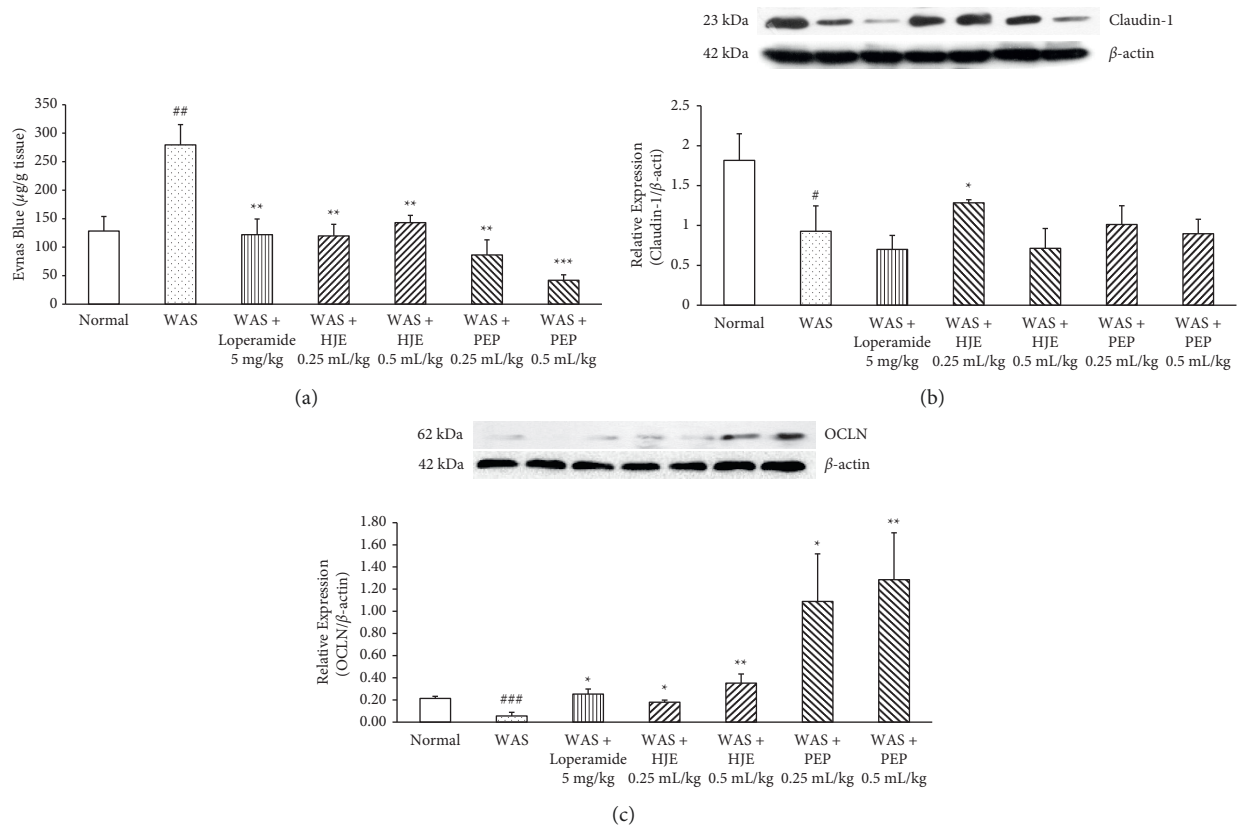 23 kDa
Claudin-1
42 kDa
β-actin
350
300
250
200
150
100
50
0
Evnas Blue (μg/g tissue)
##
**
**
**
**
***
Normal
WAS
WAS +
Loperamide
5 mg/kg
WAS +
HJE
0.25 mL/kg
WAS +
HJE
0.5 mL/kg
WAS +
PEP
0.25 mL/kg
WAS +
PEP
0.5 mL/kg
(a)
2.5
2
1.5
1
0.5
0
Relative Expression
(Claudin-1/β-acti)
#
*
Normal
WAS
WAS +
Loperamide
5 mg/kg
WAS +
HJE
0.25 mL/kg
WAS +
HJE
0.5 mL/kg
WAS +
PEP
0.25 mL/kg
WAS +
PEP
0.5 mL/kg
(b)
62 kDa
OCLN
42 kDa
β-actin
1.80
1.60
1.40
1.20
1.00
0.80
0.60
0.40
0.20
0.00
Relative Expression
(OCLN/β-actin)
###
*
*
**
*
**
Normal
WAS
WAS +
Loperamide
5 mg/kg
WAS +
HJE
0.25 mL/kg
WAS +
HJE
0.5 mL/kg
WAS +
PEP
0.25 mL/kg
WAS +
PEP
0.5 mL/kg
(c)